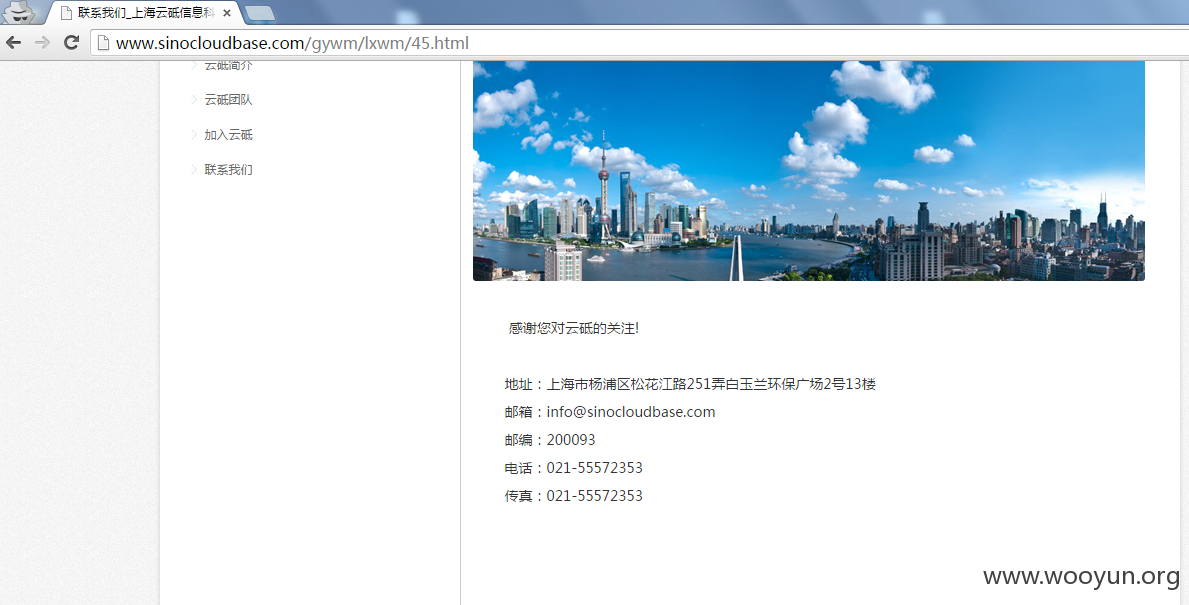 联系我们_上海云砥信息科
www.sinocloudbase.com/gywm/lxwm/45.html
云砥简介
云砥团队
加入云砥
联系我们
感谢您对云砥的关注!
地址：上海市杨浦区松花江路251弄白玉兰环保广场2号13楼
邮箱：info@sinocloudbase.com
邮编：200093
电话：021-55572353
传真：021-55572353
www.wooyun.org